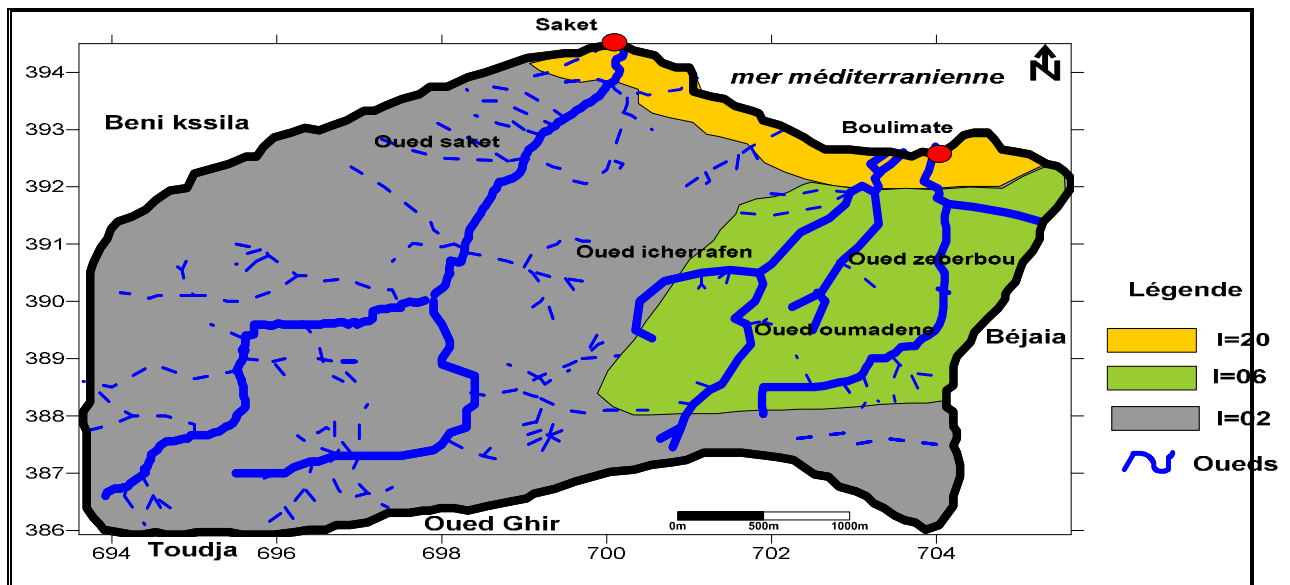 Saket
N
mer méditerranienne
394
Beni kssila
393
Boulimate
Oued saket
392
391
Oued icherrafen
Oued zeberbou
390
Légende
Oued oumadene
Béjaia
I=20
389
I=06
388
I=02
Oueds
387
386
Oued Ghir
0m 500m 1000m
Toudja
694 696 698 700 702 704